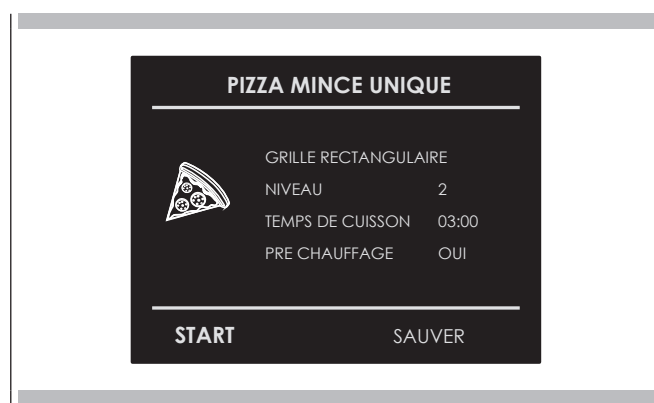 PIZZA MINCE UNIQUE
GRILLE RECTANGULAIRE
NIVEAU 2
TEMPS DE CUISSON 03:00
PRE CHAUFFAGE OUI
START SAUVER